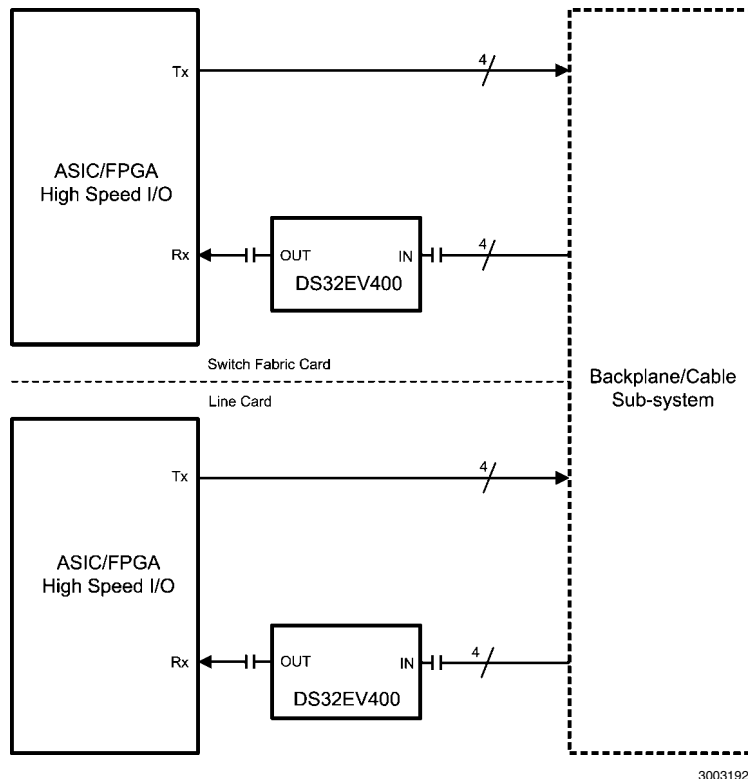 Tx
4
ASIC/FPGA
High Speed I/O
Rx
OUT
IN
4
DS32EV400
Switch Fabric Card
Line Card
Backplane/Cable
Sub-system
Tx
4
ASIC/FPGA
High Speed I/O
Rx
OUT
IN
4
DS32EV400
3003192